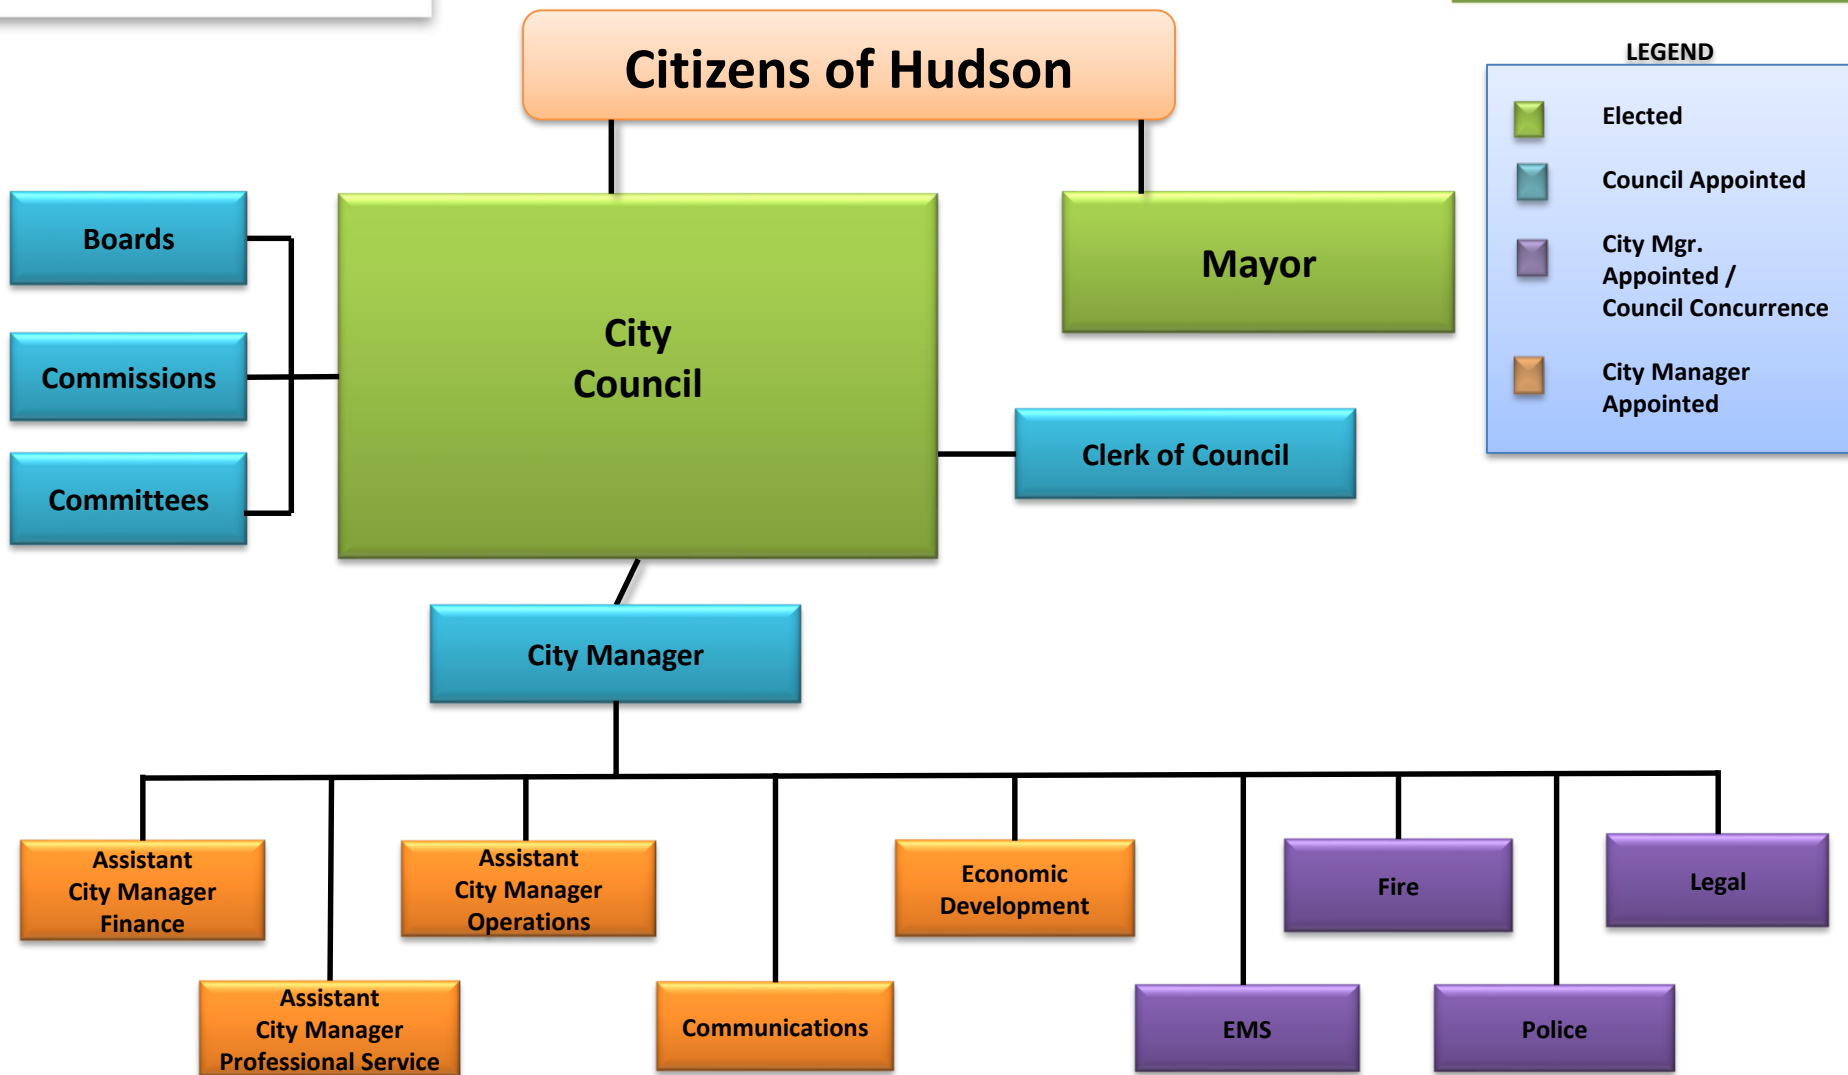 Citizens of Hudson
LEGEND
Elected
Council Appointed
City Mgr.
Appointed /
Council Concurrence
City Manager
Appointed
Boards
Commissions
Committees
City
Council
Mayor
Clerk of Council
City Manager
Assistant
City Manager
Finance
Assistant
City Manager
Professional Service
Assistant
City Manager
Operations
Communications
Economic
Development
EMS
Fire
Police
Legal